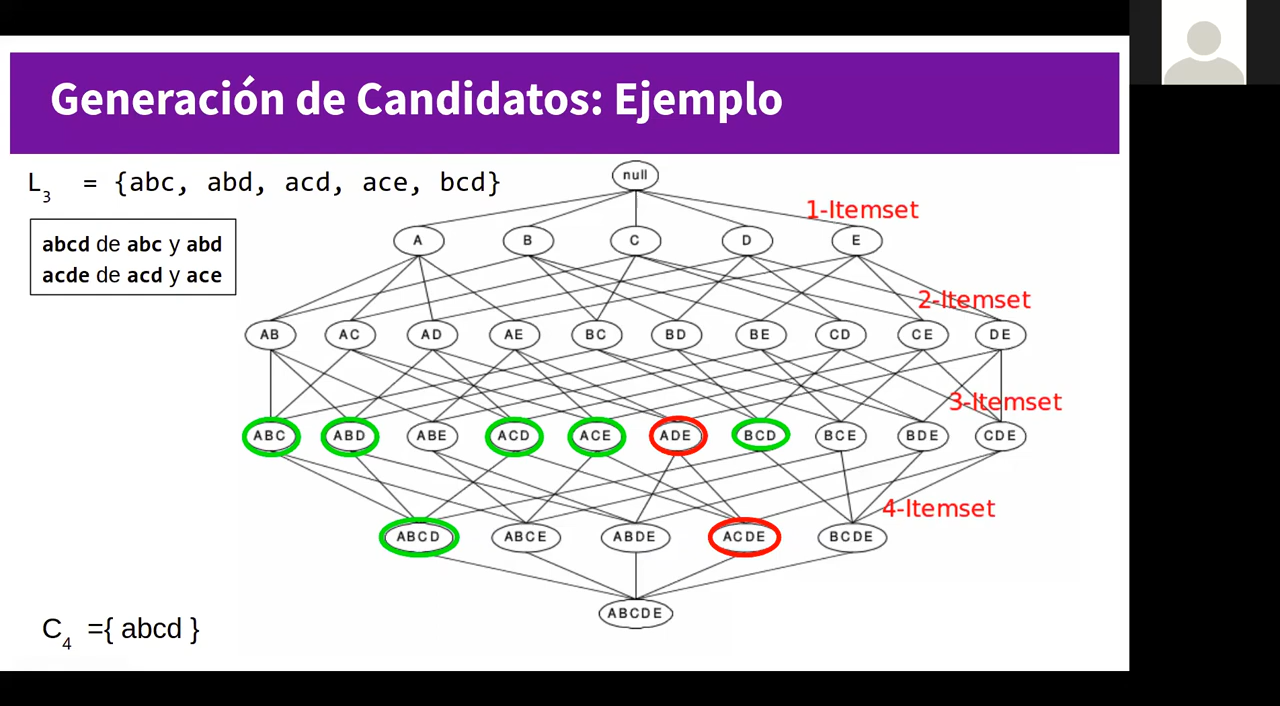 Generación de Candidatos: Ejemplo
L3 = {abc, abd, acd, ace, bcd}
abcd de abc y abd
acde de acd y ace
null
1-Itemset
A B C D E
2-Itemset
AB AC AD AE BC BD BE CD CE DE
3-Itemset
ABC ABD ABE ACD ACE ADE BCD BCE BDE CDE
4-Itemset
ABCD ABCE ABDE ACDE BCDE
ABCDE
C4 ={ abcd }